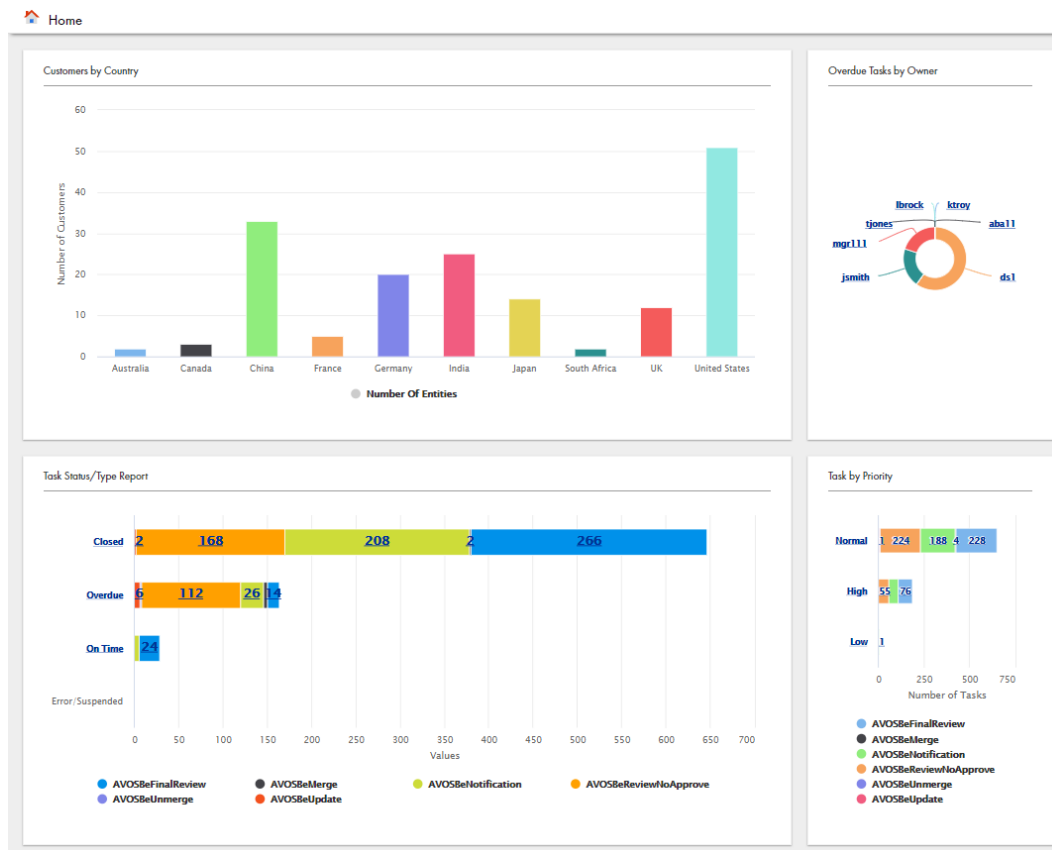 Home
Customers by Country
60
50
40
30
20
10
0
Number of Customers
Australia Canada China France Germany India Japan South Africa UK United States
Number Of Entities
Overdue Tasks by Owner
lbrock ktroy
tjones aba11
mgr111
jsmith ds1
Task Status/Type Report
Closed 2 168 208 2 266
Overdue 6 112 26 14
On Time 24
Error/Suspended
0 50 100 150 200 250 300 350 400 450 500 550 600 650 700
Values
AVOSBeFinalReview AVOSBeMerge AVOSBeNotification AVOSBeReviewNoApprove
AVOSBeUnmerge AVOSBeUpdate
Task by Priority
Normal 1 224 188 4 228
High 55 76
Low 1
0 250 500 750
Number of Tasks
AVOSBeFinalReview
AVOSBeMerge
AVOSBeNotification
AVOSBeReviewNoApprove
AVOSBeUnmerge
AVOSBeUpdate